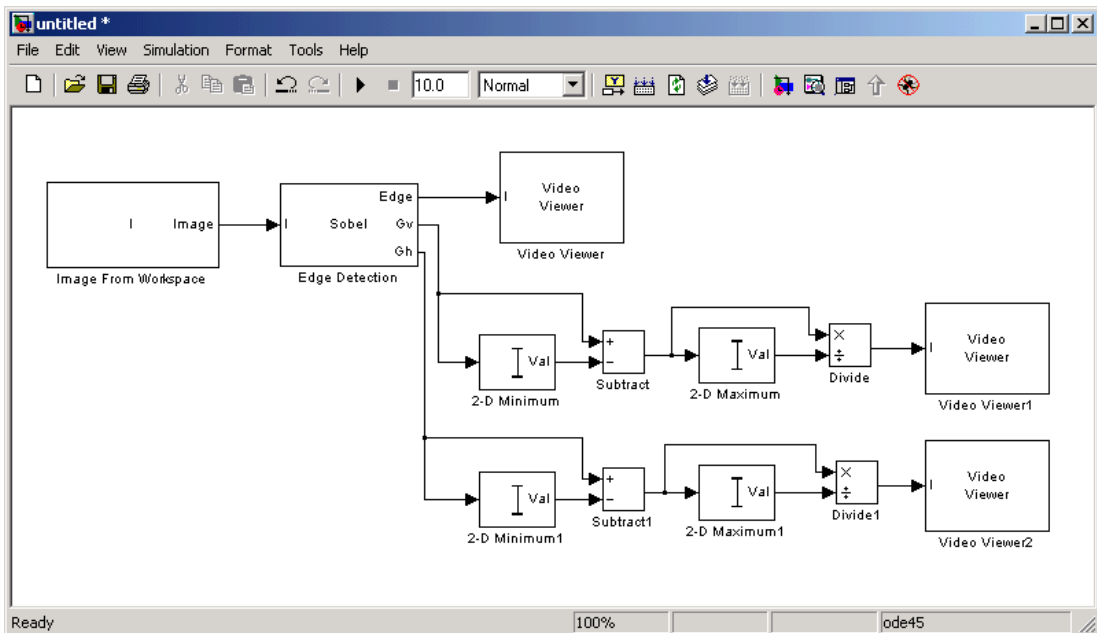 untitled *
File Edit View Simulation Format Tools Help
10.0 Normal
Video
Viewer
I
Video Viewer
I Image
Image From Workspace
I Sobel Edge
Gv
Gh
Edge Detection
Val
2-D Minimum
+
−
Subtract
Val
2-D Maximum
×
÷
Divide
I
Video
Viewer
Video Viewer1
Val
2-D Minimum1
+
−
Subtract1
Val
2-D Maximum1
×
÷
Divide1
I
Video
Viewer
Video Viewer2
Ready 100% ode45